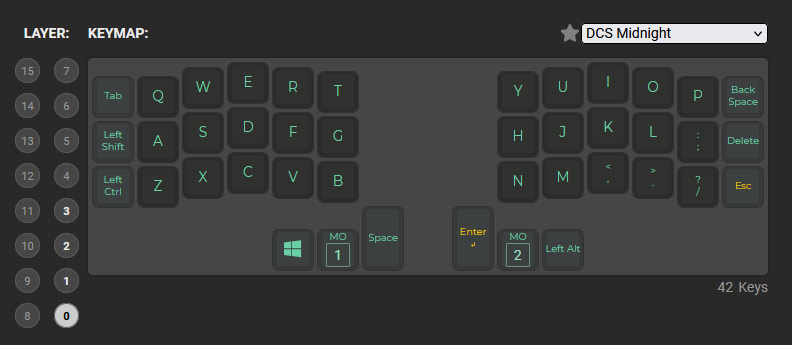 LAYER: KEYMAP: DCS Midnight
15 7
14 6
13 5
12 4
11 3
10 2
9 1
8 0
Tab Q W E R T Y U I O P Back Space
Left Shift A S D F G H J K L : ; Delete
Left Ctrl Z X C V B N M < , > . ? / Esc
MO 1 Space Enter ↲ MO 2 Left Alt
42 Keys